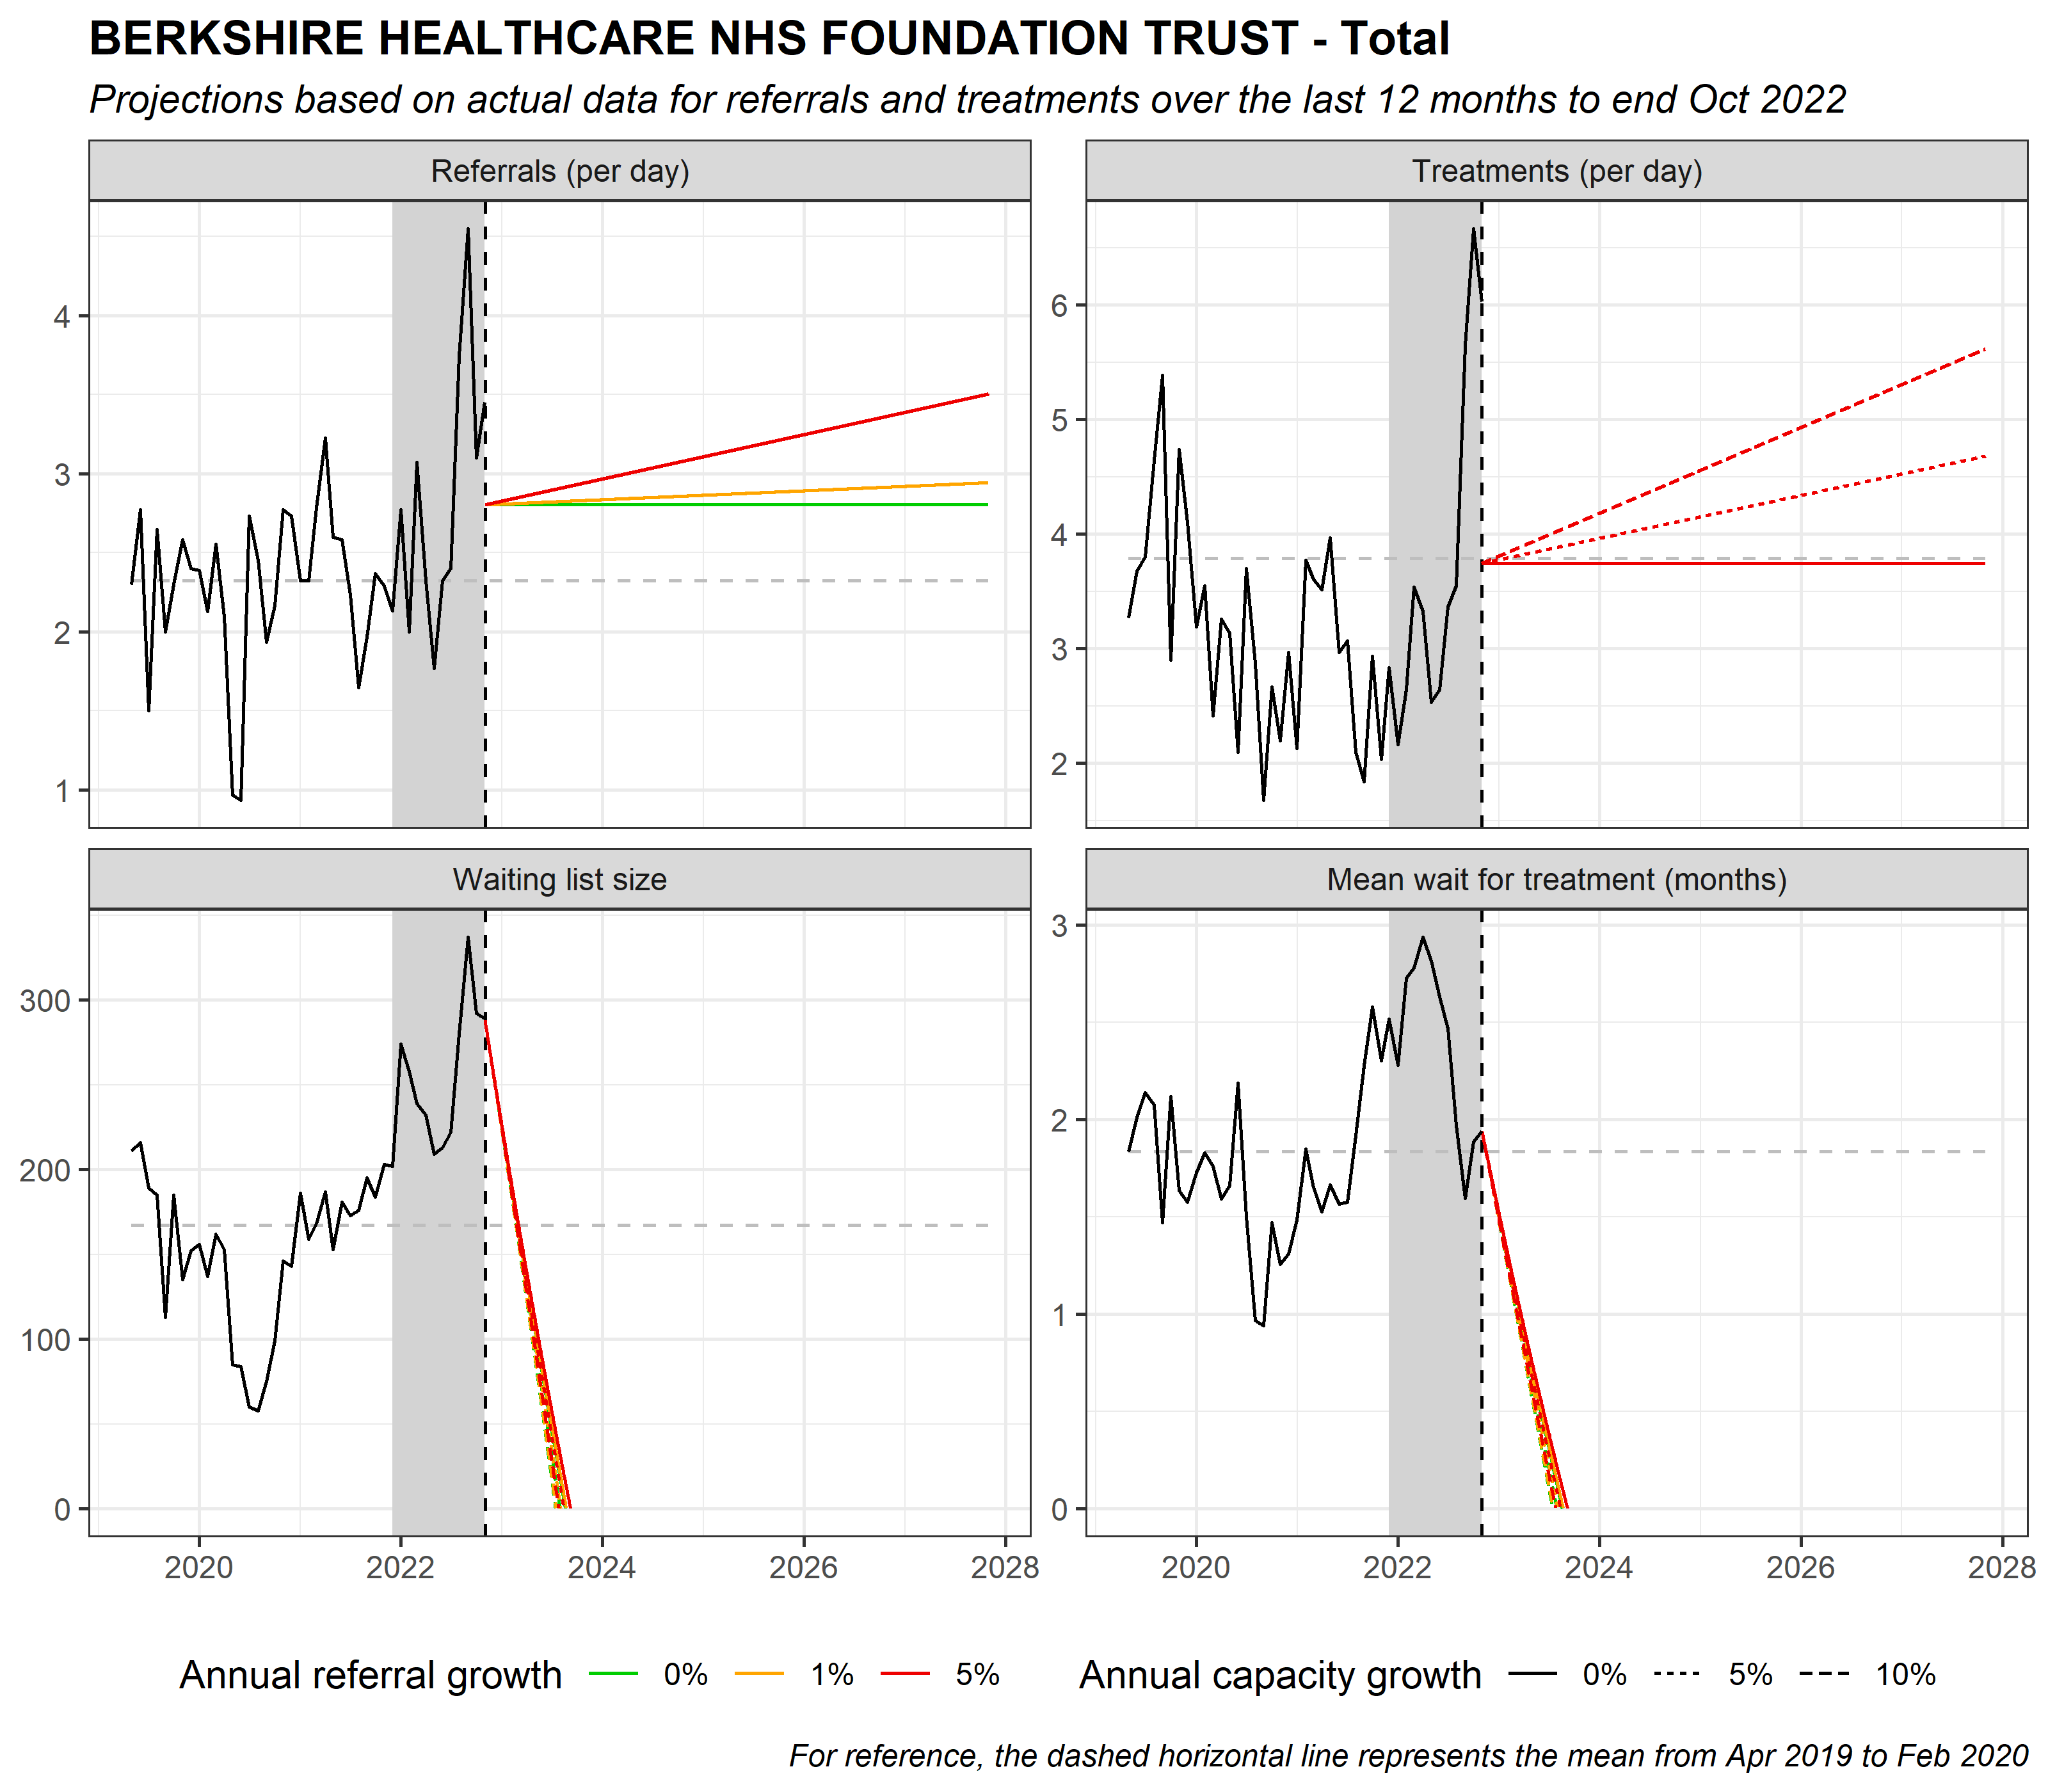 BERKSHIRE HEALTHCARE NHS FOUNDATION TRUST - Total
Projections based on actual data for referrals and treatments over the last 12 months to end Oct 2022
Referrals (per day)
4
3
2
1
Treatments (per day)
6
5
4
3
2
Waiting list size
300
200
100
0
2020 2022 2024 2026 2028
Mean wait for treatment (months)
3
2
1
0
2020 2022 2024 2026 2028
Annual referral growth 0% 1% 5%
Annual capacity growth 0% 5% 10%
For reference, the dashed horizontal line represents the mean from Apr 2019 to Feb 2020